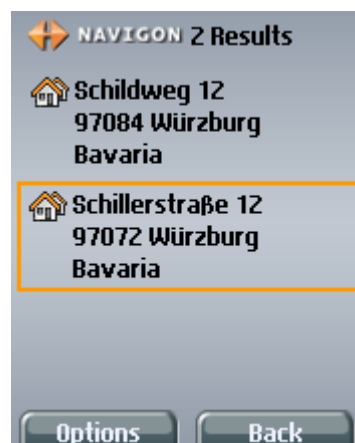 NAVIGON 2 Results
Schildweg 12
97084 Würzburg
Bavaria
Schillerstraße 12
97072 Würzburg
Bavaria
Options Back